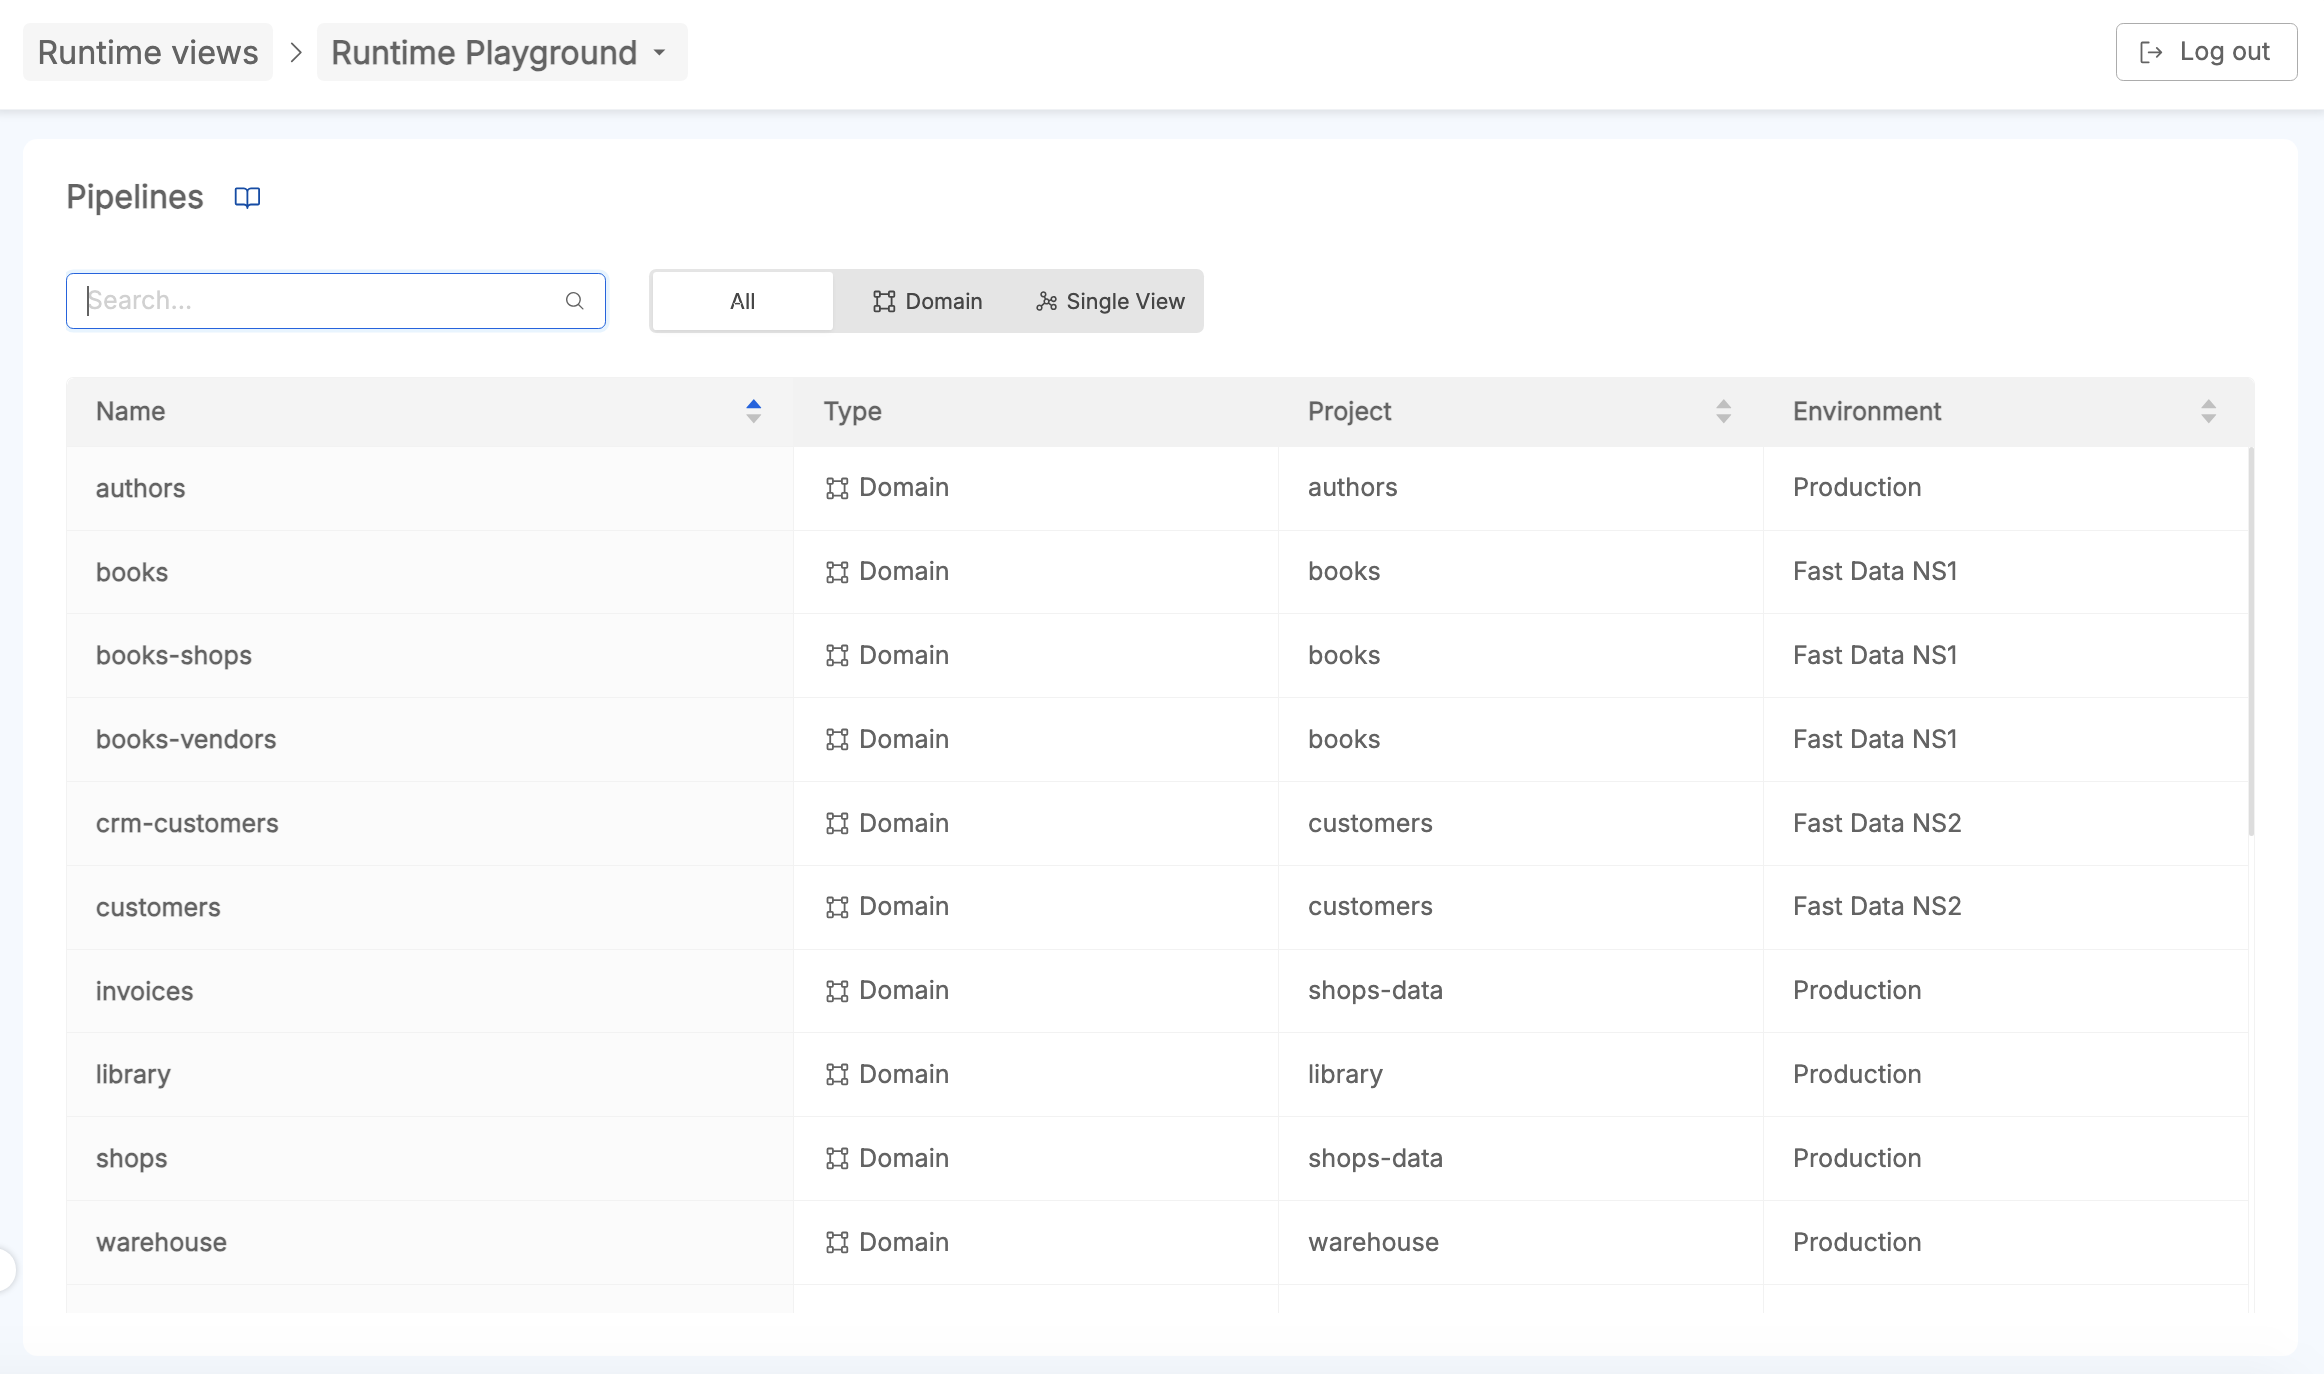 Runtime views > Runtime Playground
Log out
Pipelines
Search...
All Domain Single View
Name Type Project Environment
authors Domain authors Production
books Domain books Fast Data NS1
books-shops Domain books Fast Data NS1
books-vendors Domain books Fast Data NS1
crm-customers Domain customers Fast Data NS2
customers Domain customers Fast Data NS2
invoices Domain shops-data Production
library Domain library Production
shops Domain shops-data Production
warehouse Domain warehouse Production